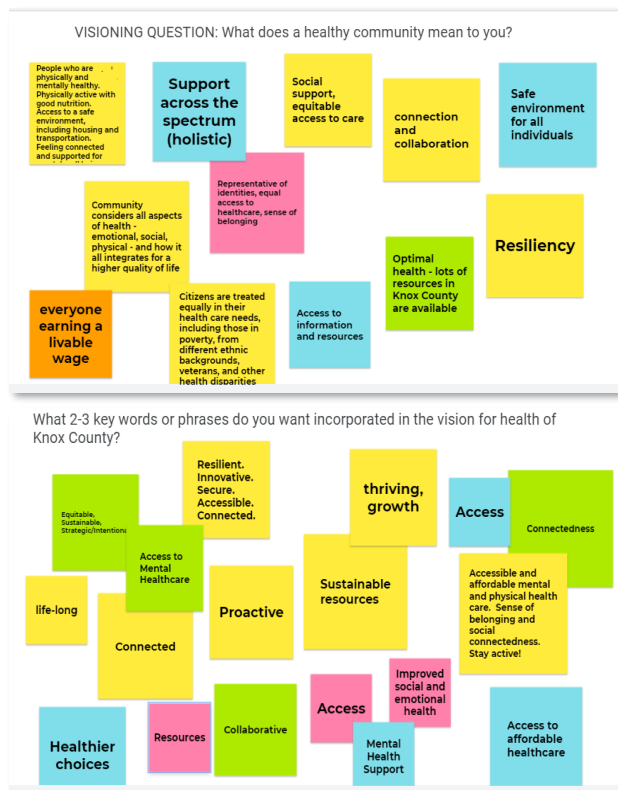 VISIONING QUESTION: What does a healthy community mean to you?
People who are
physically and
mentally healthy.
Physically active with
good nutrition.
Access to a safe
environment,
including housing and
transportation.
Feeling connected
and supported for
Support
across the
spectrum
(holistic)
Social
support,
equitable
access to care
connection
and
collaboration
Safe
environment
for all
individuals
Representative of
identities, equal
access to
healthcare, sense of
belonging
Community
considers all aspects
of health -
emotional, social,
physical - and how it
all integrates for a
higher quality of life
Resiliency
Optimal
health - lots of
resources in
Knox County
are available
everyone
earning a
livable
wage
Citizens are treated
equally in their
health care needs,
including those in
poverty, from
different ethnic
backgrounds,
veterans, and other
health disparities
Access to
information
and resources
What 2-3 key words or phrases do you want incorporated in the vision for health of
Knox County?
Resilient.
Innovative.
Secure.
Accessible.
Connected.
thriving,
growth
Access
Connectedness
Equitable,
Sustainable,
Strategic/Intentiona
Access to
Mental
Healthcare
Sustainable
resources
Accessible and
affordable mental
and physical health
care. Sense of
belonging and
social
connectedness.
Stay active!
life-long
Proactive
Connected
Improved
social and
emotional
health
Access
Resources
Collaborative
Healthier
choices
Mental
Health
Support
Access to
affordable
healthcare